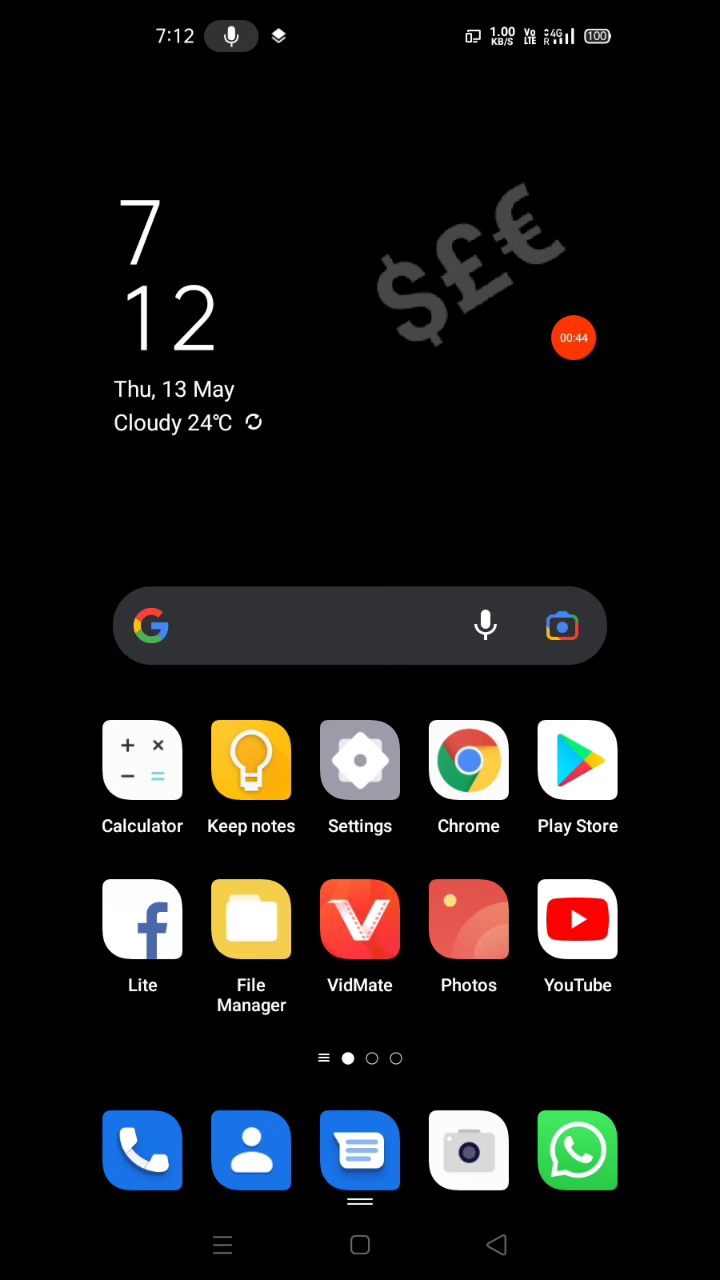 7:12
1.00
KB/S
Vo
LTE
4G
R
100
7
12
$£€
00:44
Thu, 13 May
Cloudy 24℃
Calculator
Keep notes
Settings
Chrome
Play Store
Lite
File
Manager
VidMate
Photos
YouTube